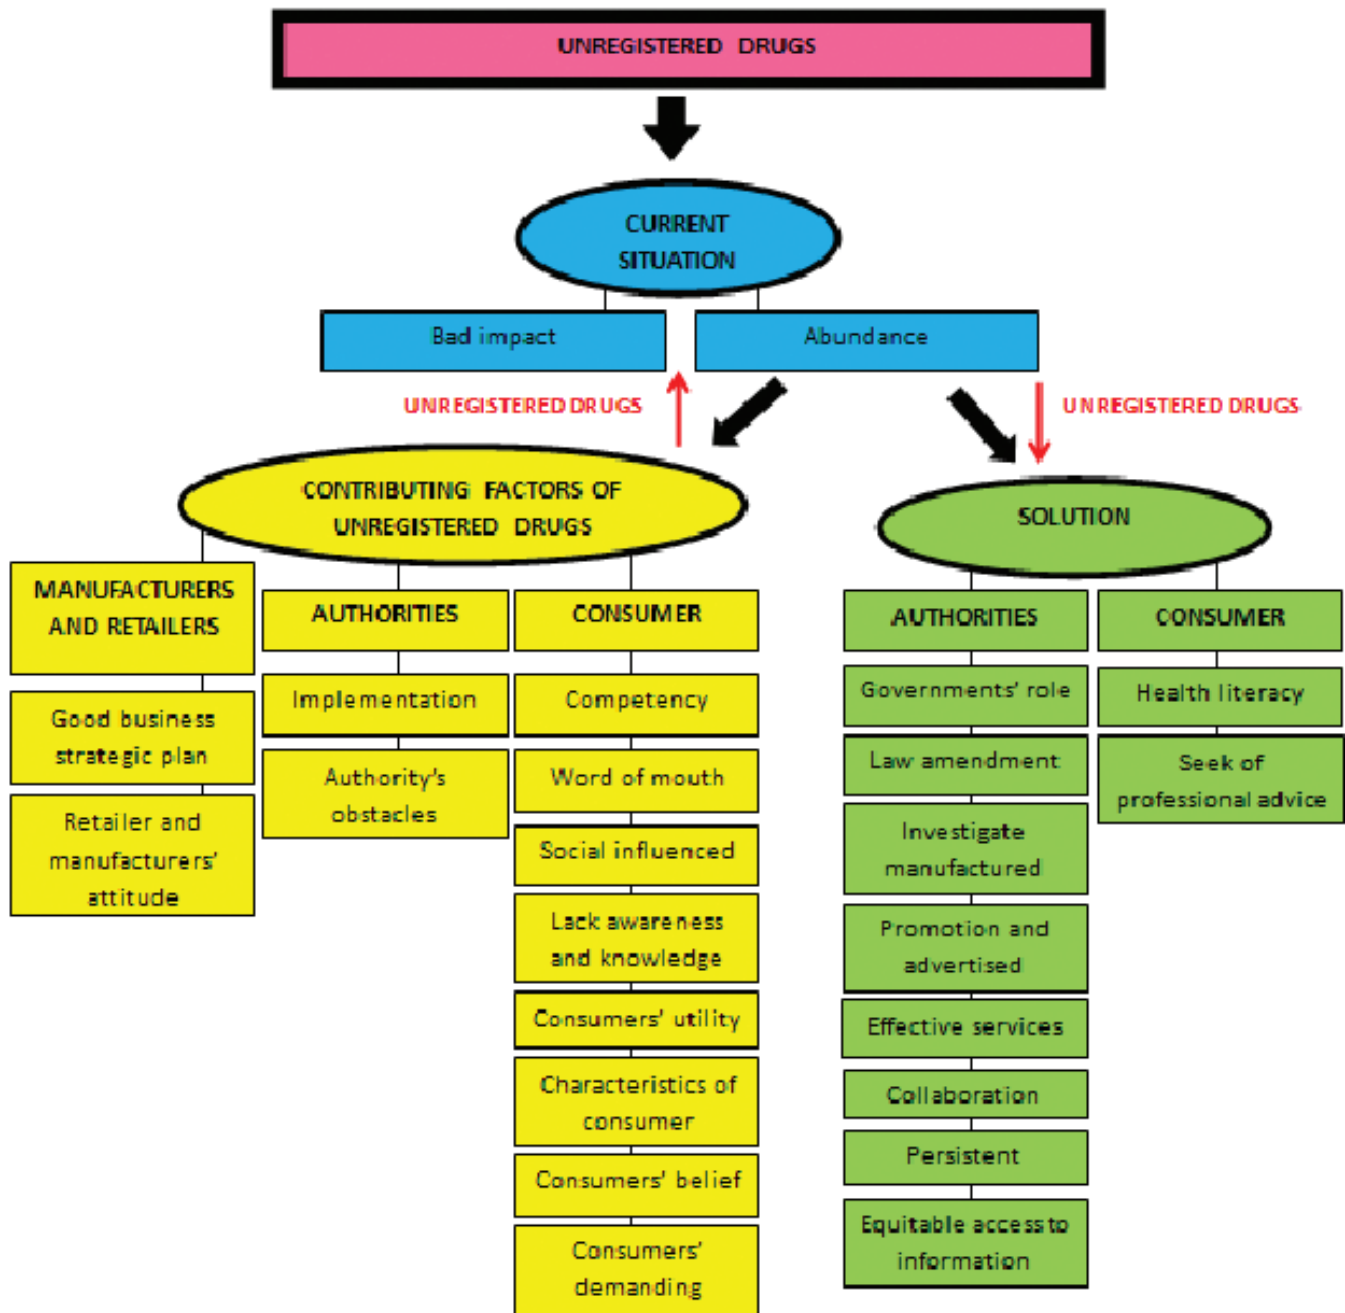 UNREGISTERED DRUGS
CURRENT
SITUATION
Bad impact
Abundance
UNREGISTERED DRUGS
UNREGISTERED DRUGS
CONTRIBUTING FACTORS OF
UNREGISTERED DRUGS
SOLUTION
MANUFACTURERS
AND RETAILERS
Good business
strategic plan
Retailer and
manufacturers'
attitude
AUTHORITIES
Implementation
Authority's
obstacles
CONSUMER
Competency
Word of mouth
Social influenced
Lack awareness
and knowledge
Consumers' utility
Characteristics of
consumer
Consumers' belief
Consumers'
demanding
AUTHORITIES
Governments' role
Law amendment
Investigate
manufactured
Promotion and
advertised
Effective services
Collaboration
Persistent
Equitable access to
information
CONSUMER
Health literacy
Seek of
professional advice